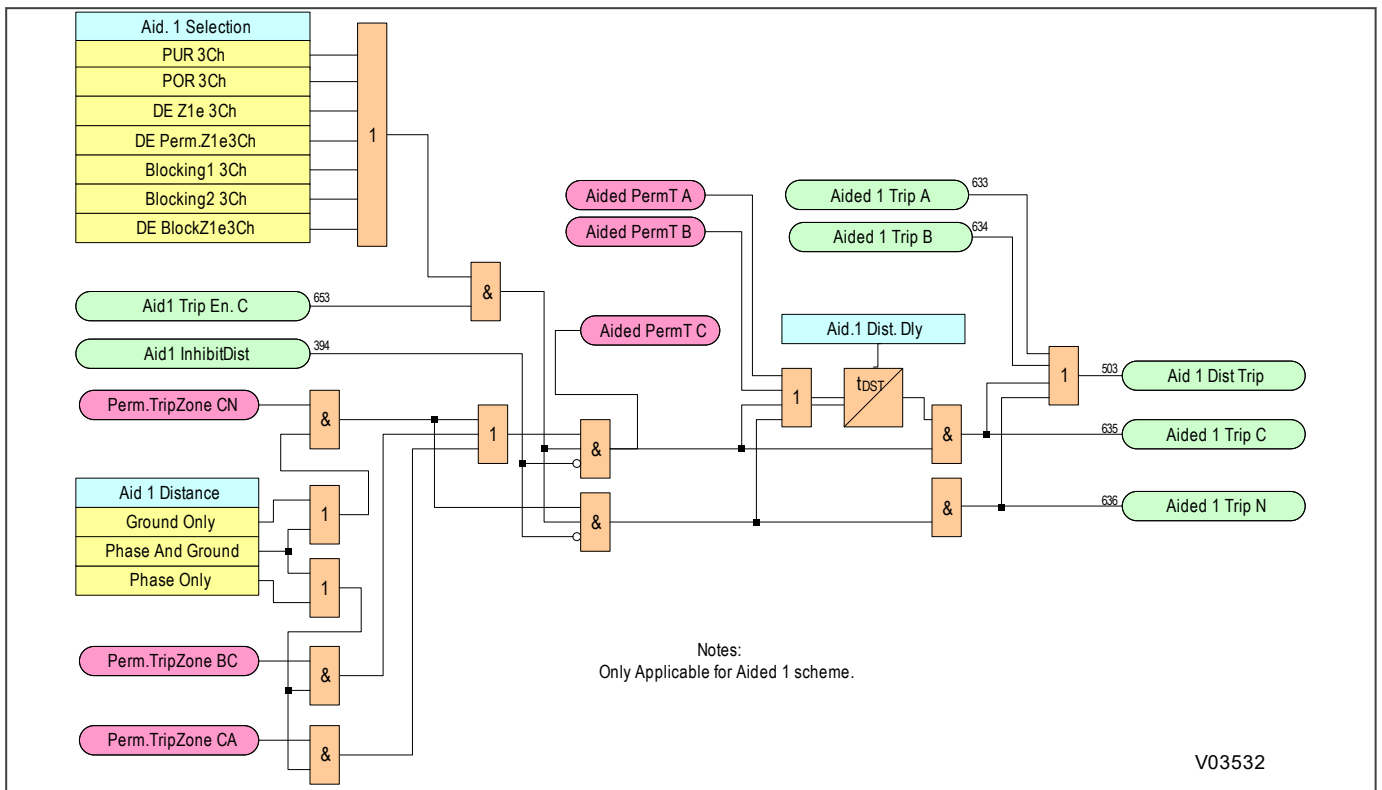 Aid. 1 Selection
PUR 3Ch
POR 3Ch
DE Z1e 3Ch
DE Perm.Z1e3Ch
Blocking1 3Ch
Blocking2 3Ch
DE BlockZ1e3Ch
1
&
Aid1 Trip En. C
653
Aid1 InhibitDist
394
Perm.TripZone CN
&
1
Aid 1 Distance
Ground Only
Phase And Ground
Phase Only
1
1
Perm.TripZone BC
&
Perm.TripZone CA
&
&
&
Aided PermT A
Aided PermT B
Aided PermT C
Aid.1 Dist. Dly
1
tDST
&
&
Aided 1 Trip A
633
Aided 1 Trip B
634
1
503
Aid 1 Dist Trip
635
Aided 1 Trip C
636
Aided 1 Trip N
Notes:
Only Applicable for Aided 1 scheme.
V03532